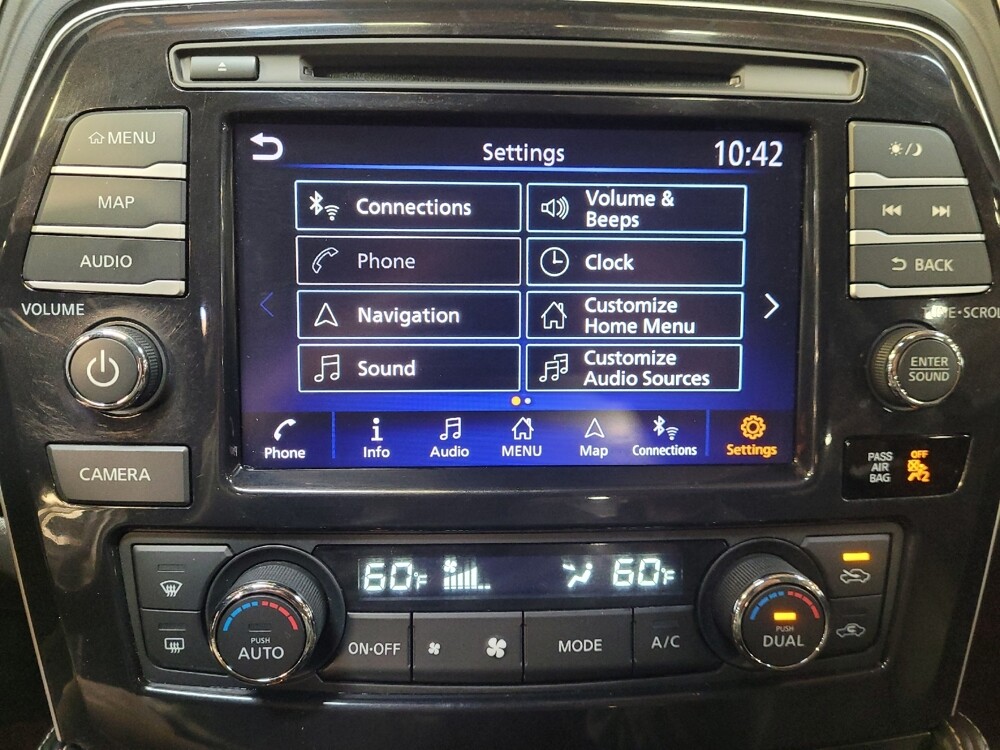 MENU
MAP
AUDIO
VOLUME
CAMERA
Settings
10:42
Connections
Volume &
Beeps
Phone
Clock
Navigation
Customize
Home Menu
Sound
Customize
Audio Sources
Phone
Info
Audio
MENU
Map
Connections
Settings
BACK
ENTER
SOUND
PASS
AIR
BAG
OFF
2
60°F
60°F
PUSH
AUTO
ON·OFF
MODE
A/C
PUSH
DUAL